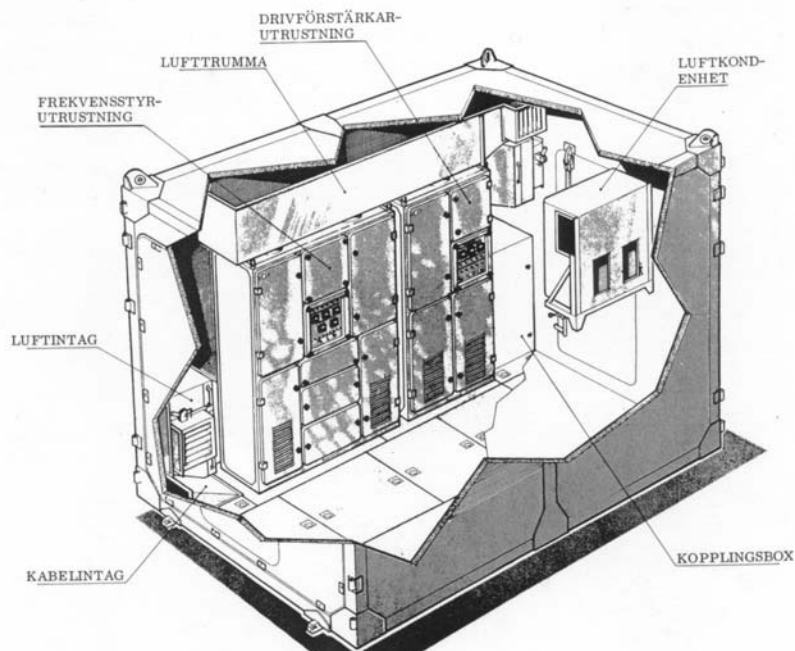 DRIVFÖRSTÄRKAR-
UTRUSTNING
LUFTTRUMMA
LUFTKOND-
ENHET
FREKVENSSTYR-
UTRUSTNING
LUFTINTAG
KABELINTAG
KOPPLINGSBOX